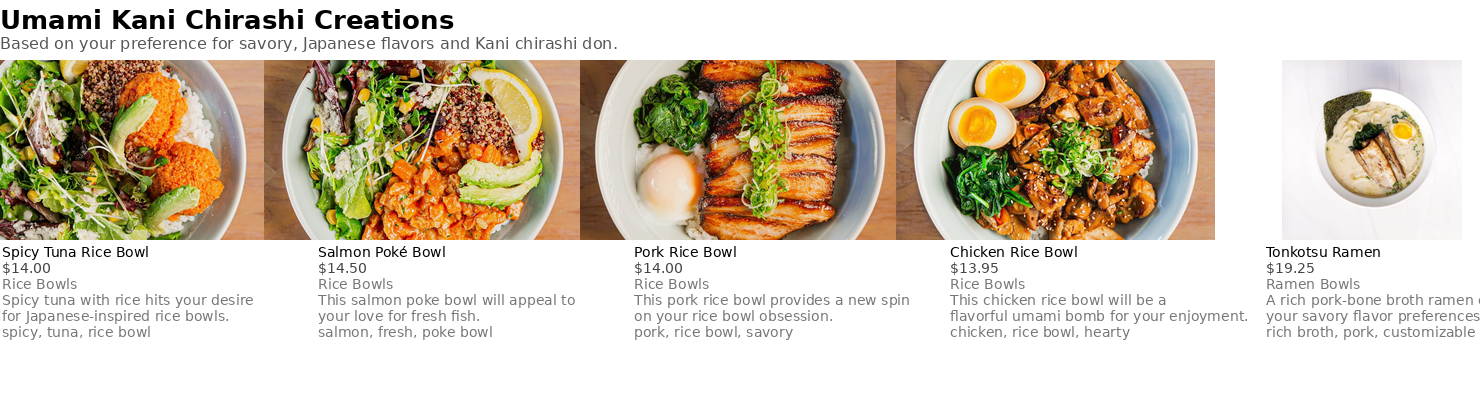 Umami Kani Chirashi Creations
Based on your preference for savory, Japanese flavors and Kani chirashi don.
Spicy Tuna Rice Bowl
$14.00
Rice Bowls
Spicy tuna with rice hits your desire
for Japanese-inspired rice bowls.
spicy, tuna, rice bowl
Salmon Poké Bowl
$14.50
Rice Bowls
This salmon poke bowl will appeal to
your love for fresh fish.
salmon, fresh, poke bowl
Pork Rice Bowl
$14.00
Rice Bowls
This pork rice bowl provides a new spin
on your rice bowl obsession.
pork, rice bowl, savory
Chicken Rice Bowl
$13.95
Rice Bowls
This chicken rice bowl will be a
flavorful umami bomb for your enjoyment.
chicken, rice bowl, hearty
Tonkotsu Ramen
$19.25
Ramen Bowls
A rich pork-bone broth ramen
your savory flavor preferences
rich broth, pork, customizable